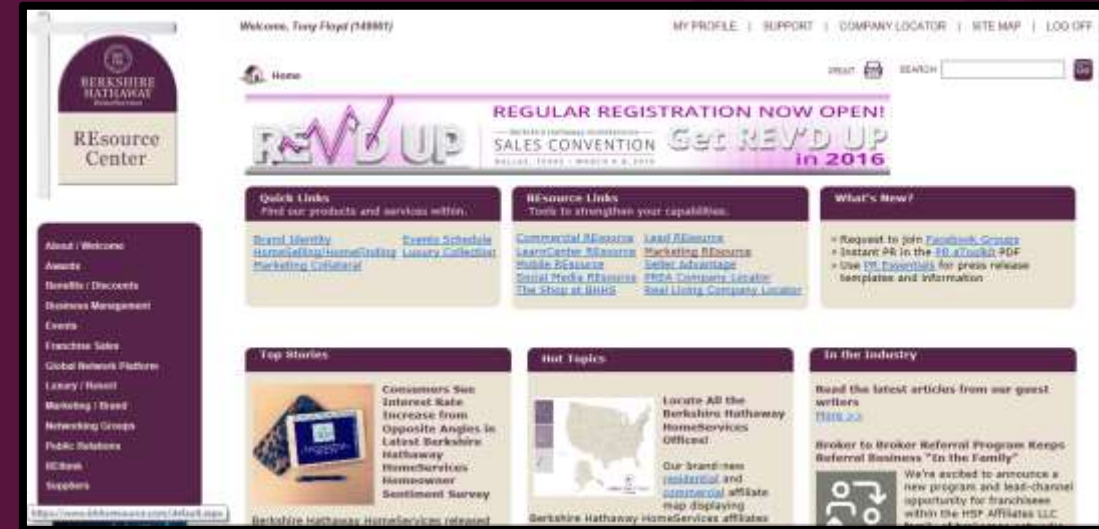 Welcome, Tony Floyd (149901)
MY PROFILE | SUPPORT | COMPANY LOCATOR | SITE MAP | LOG OFF
BERKSHIRE
HATHAWAY
HomeServices
REsource
Center
Home
PRINT
SEARCH
Go
REV'D UP
REGULAR REGISTRATION NOW OPEN!
Berkshire Hathaway HomeServices
SALES CONVENTION
Get REV'D UP
in 2016
Quick Links
Find our products and services within.
Brand Identity
Events Schedule
HomeSelling/HomeFinding
Luxury Collection
Marketing Collateral
REsource Links
Tools to strengthen your capabilities.
Commercial REsource
Lead REsource
LearnCenter REsource
Marketing REsource
Mobile REsource
Seller Advantage
Social Media REsource
PREA Company Locator
The Shop at BHHS
Real Living Company Locator
What's New?
» Request to join Facebook Groups
» Instant PR in the PR eToolkit PDF
» Use PR Essentials for press release
templates and information
About / Welcome
Awards
Benefits / Discounts
Business Management
Events
Franchise Sales
Global Network Platform
Luxury / Resort
Marketing / Brand
Networking Groups
Public Relations
REBank
Suppliers
Top Stories
Consumers See
Interest Rate
Increase from
Opposite Angles in
Latest Berkshire
Hathaway
HomeServices
Homeowner
Sentiment Survey
Berkshire Hathaway HomeServices released
Hot Topics
Locate All the
Berkshire Hathaway
HomeServices
Offices!
Our brand-new
residential and
commercial affiliate
map displaying
Berkshire Hathaway HomeServices affiliates
In the Industry
Read the latest articles from our guest
writers
More >>
Broker to Broker Referral Program Keeps
Referral Business "In the Family"
We're excited to announce a
new program and lead-channel
opportunity for franchisees
within the HSF Affiliates LLC